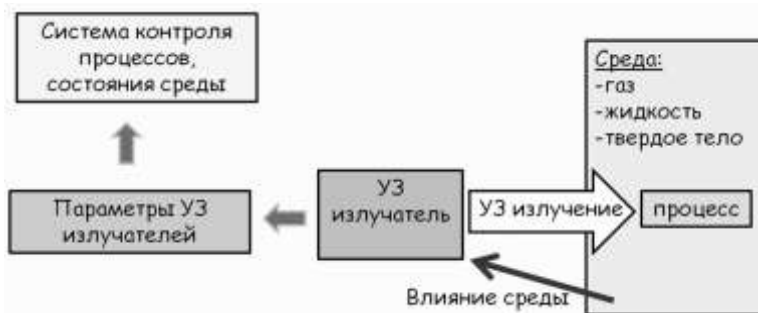 Система контроля
процессов,
состояния среды
Среда:
-газ
-жидкость
-твердое тело
Параметры УЗ
излучателей
УЗ
излучатель
УЗ излучение
процесс
Влияние среды